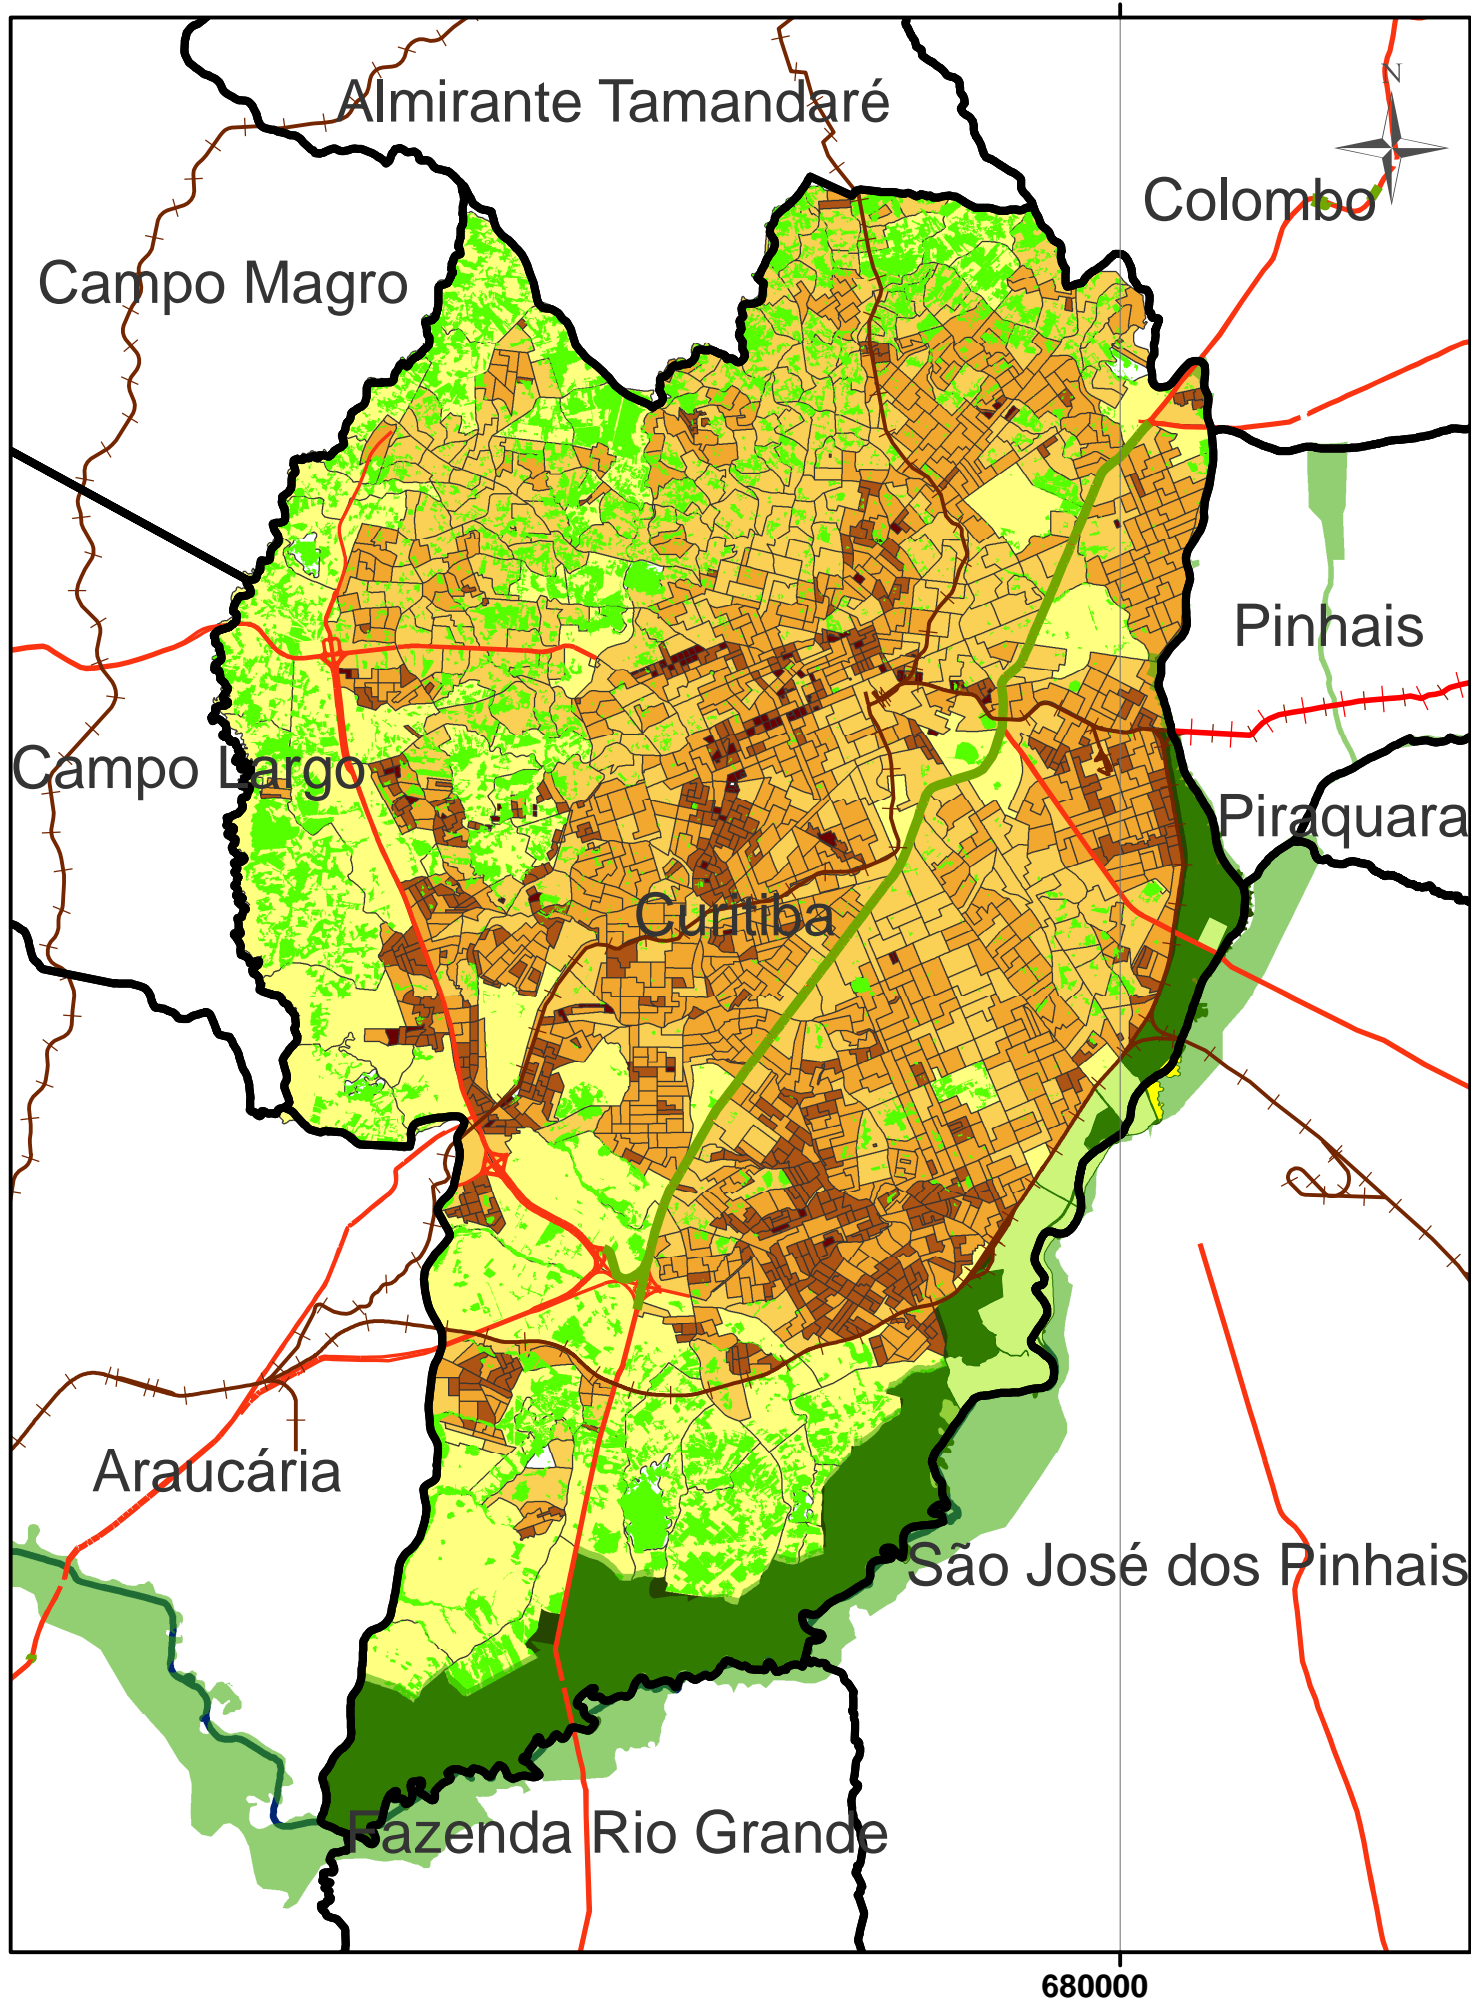 N
Almirante Tamandaré
Colombo
Campo Magro
Pinhais
Campo Largo
Piraquara
Curitiba
Araucária
São José dos Pinhais
Fazenda Rio Grande
680000